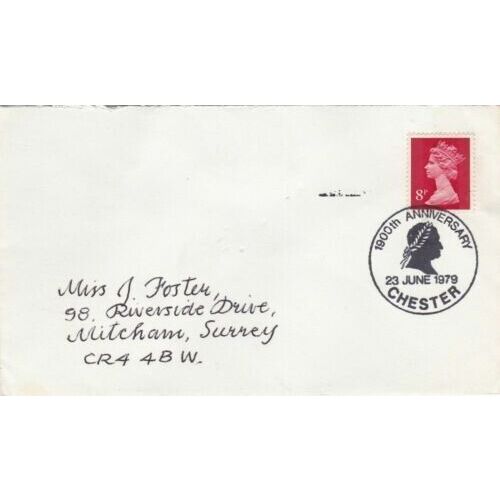 8P
1900th ANNIVERSARY
23 JUNE 1979
CHESTER
Miss J. Foster,
98, Riverside Drive,
Mitcham, Surrey
CR4 4BW.